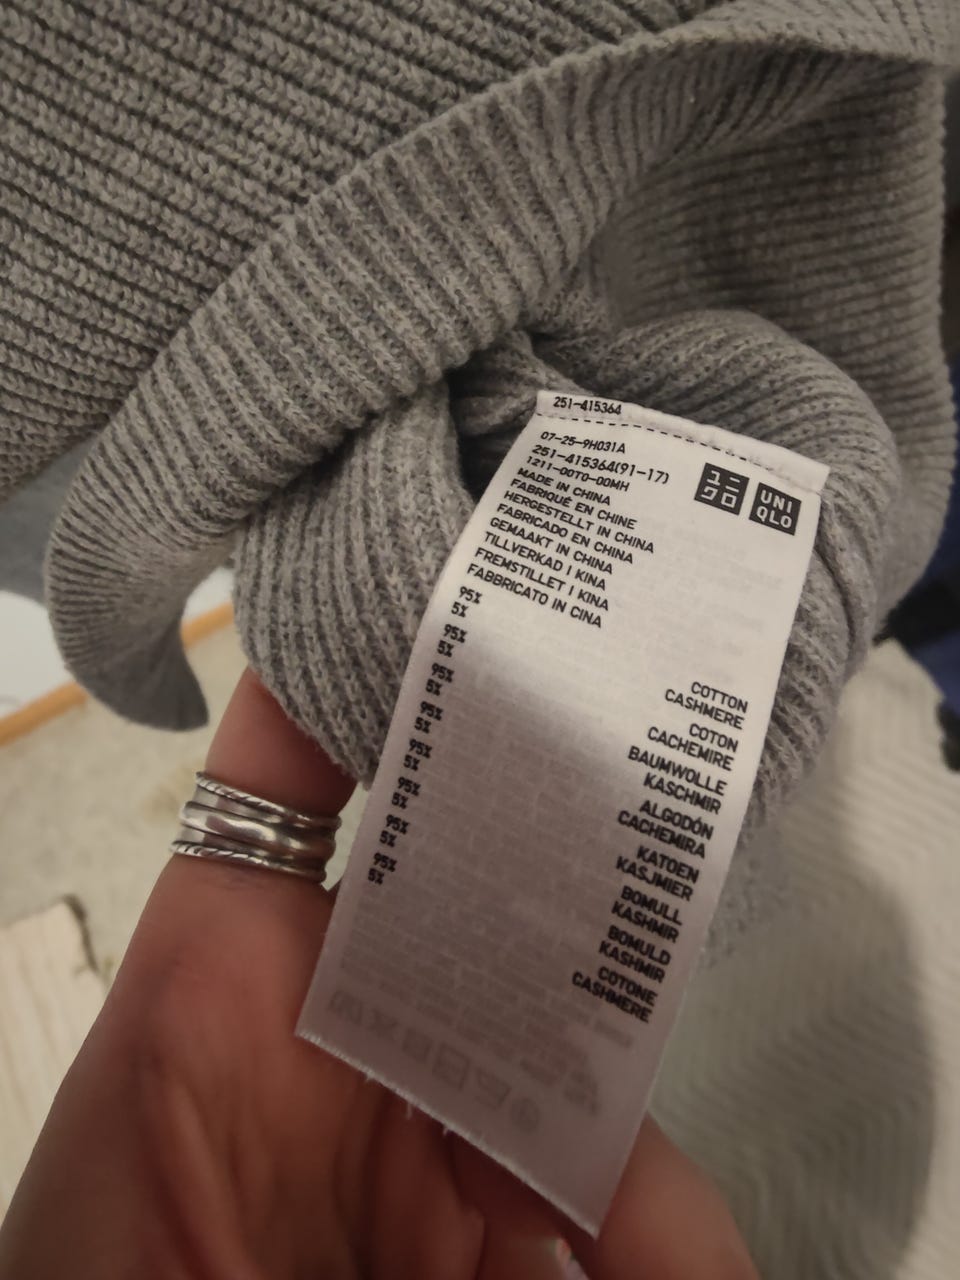 251-415364
07-25-9H031A
251-415364(91-17)
1211-00T0-00MH
MADE IN CHINA
FABRIQUÉ EN CHINE
HERGESTELLT IN CHINA
FABRICADO EN CHINA
GEMAAKT IN CHINA
TILLVERKAD I KINA
FREMSTILLET I KINA
FABBRICATO IN CINA
ユニ
クロ
UNI
QLO
95% COTTON
5% CASHMERE
95% COTON
5% CACHEMIRE
95% BAUMWOLLE
5% KASCHMIR
95% ALGODÓN
5% CACHEMIRA
95% KATOEN
5% KASJMIER
95% BOMULL
5% KASHMIR
95% BOMULD
5% KASHMIR
95% COTONE
5% CASHMERE